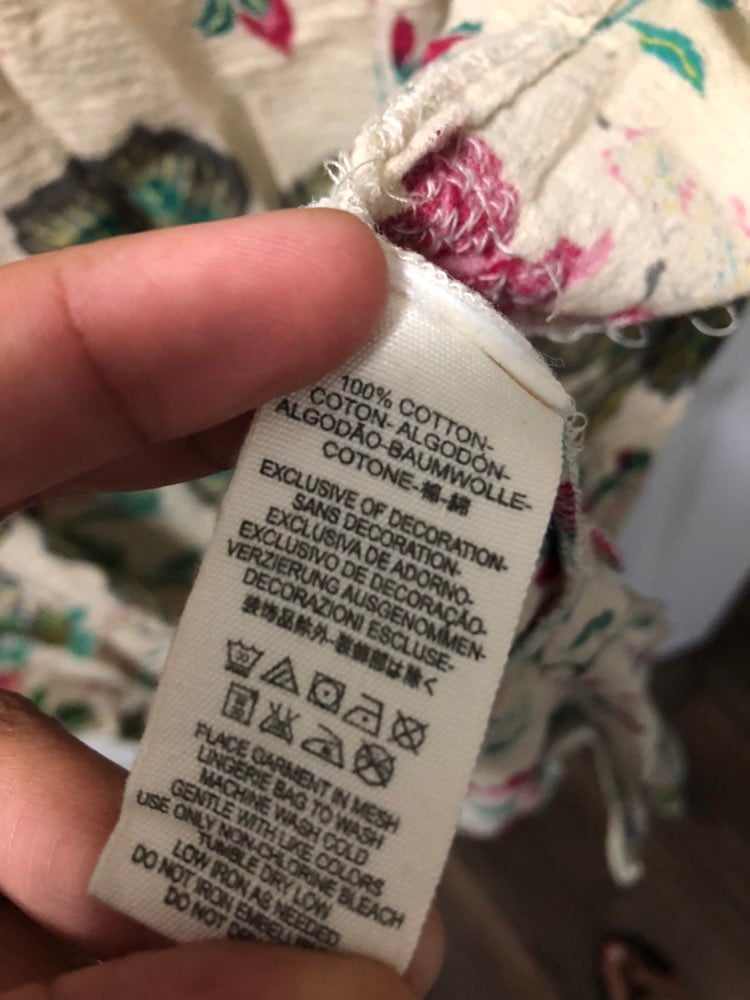 100% COTTON-
COTON- ALGODÓN-
ALGODÃO-BAUMWOLLE-
COTONE-棉-綿
EXCLUSIVE OF DECORATION-
SANS DECORATION-
EXCLUSIVA DE ADORNO-
EXCLUSIVO DE DECORAÇÃO-
VERZIERUNG AUSGENOMMEN-
DECORAZIONI ESCLUSE-
装饰品除外-装飾部は除く
PLACE GARMENT IN MESH
LINGERIE BAG TO WASH
MACHINE WASH COLD
GENTLE WITH LIKE COLORS
USE ONLY NON-CHLORINE BLEACH
TUMBLE DRY LOW
LOW IRON AS NEEDED
DO NOT IRON
DO NOT